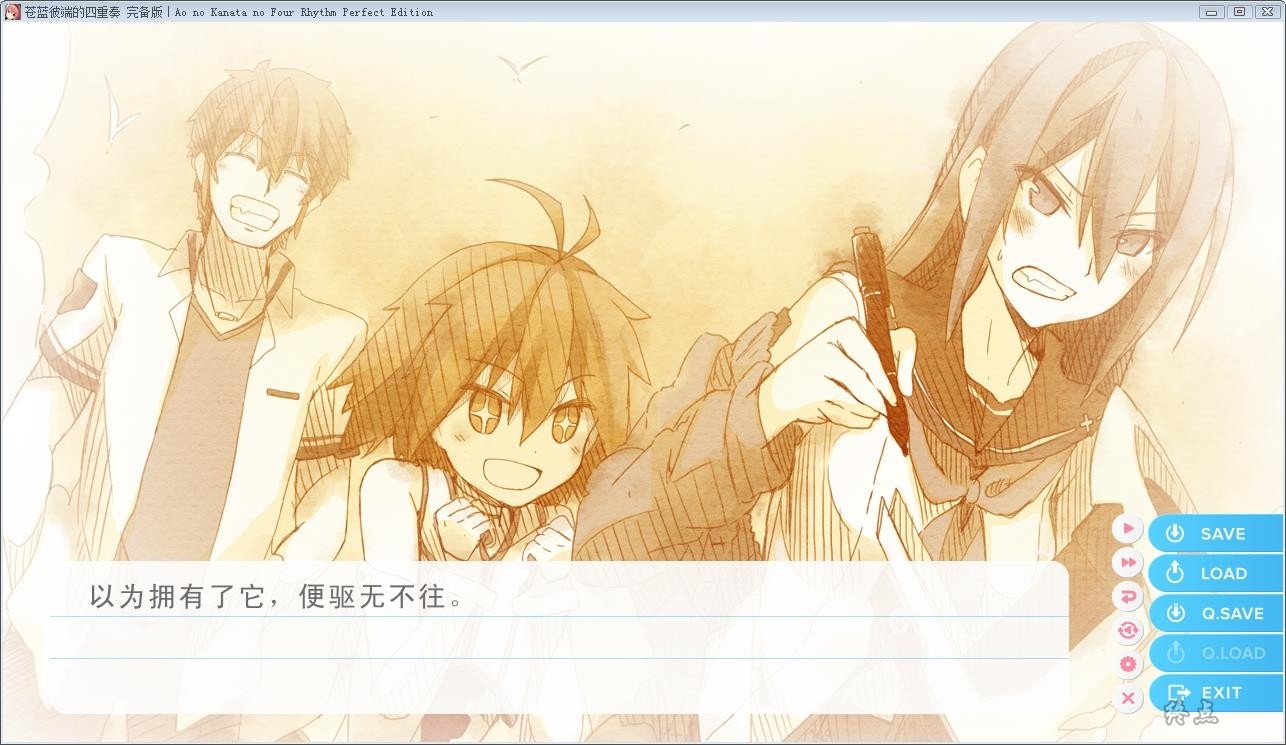 苍蓝彼端的四重奏 完备版 | Ao no Kanata no Four Rhythm Perfect Edition
以为拥有了它，便驱无不往。
SAVE
LOAD
Q.SAVE
Q.LOAD
EXIT
终点